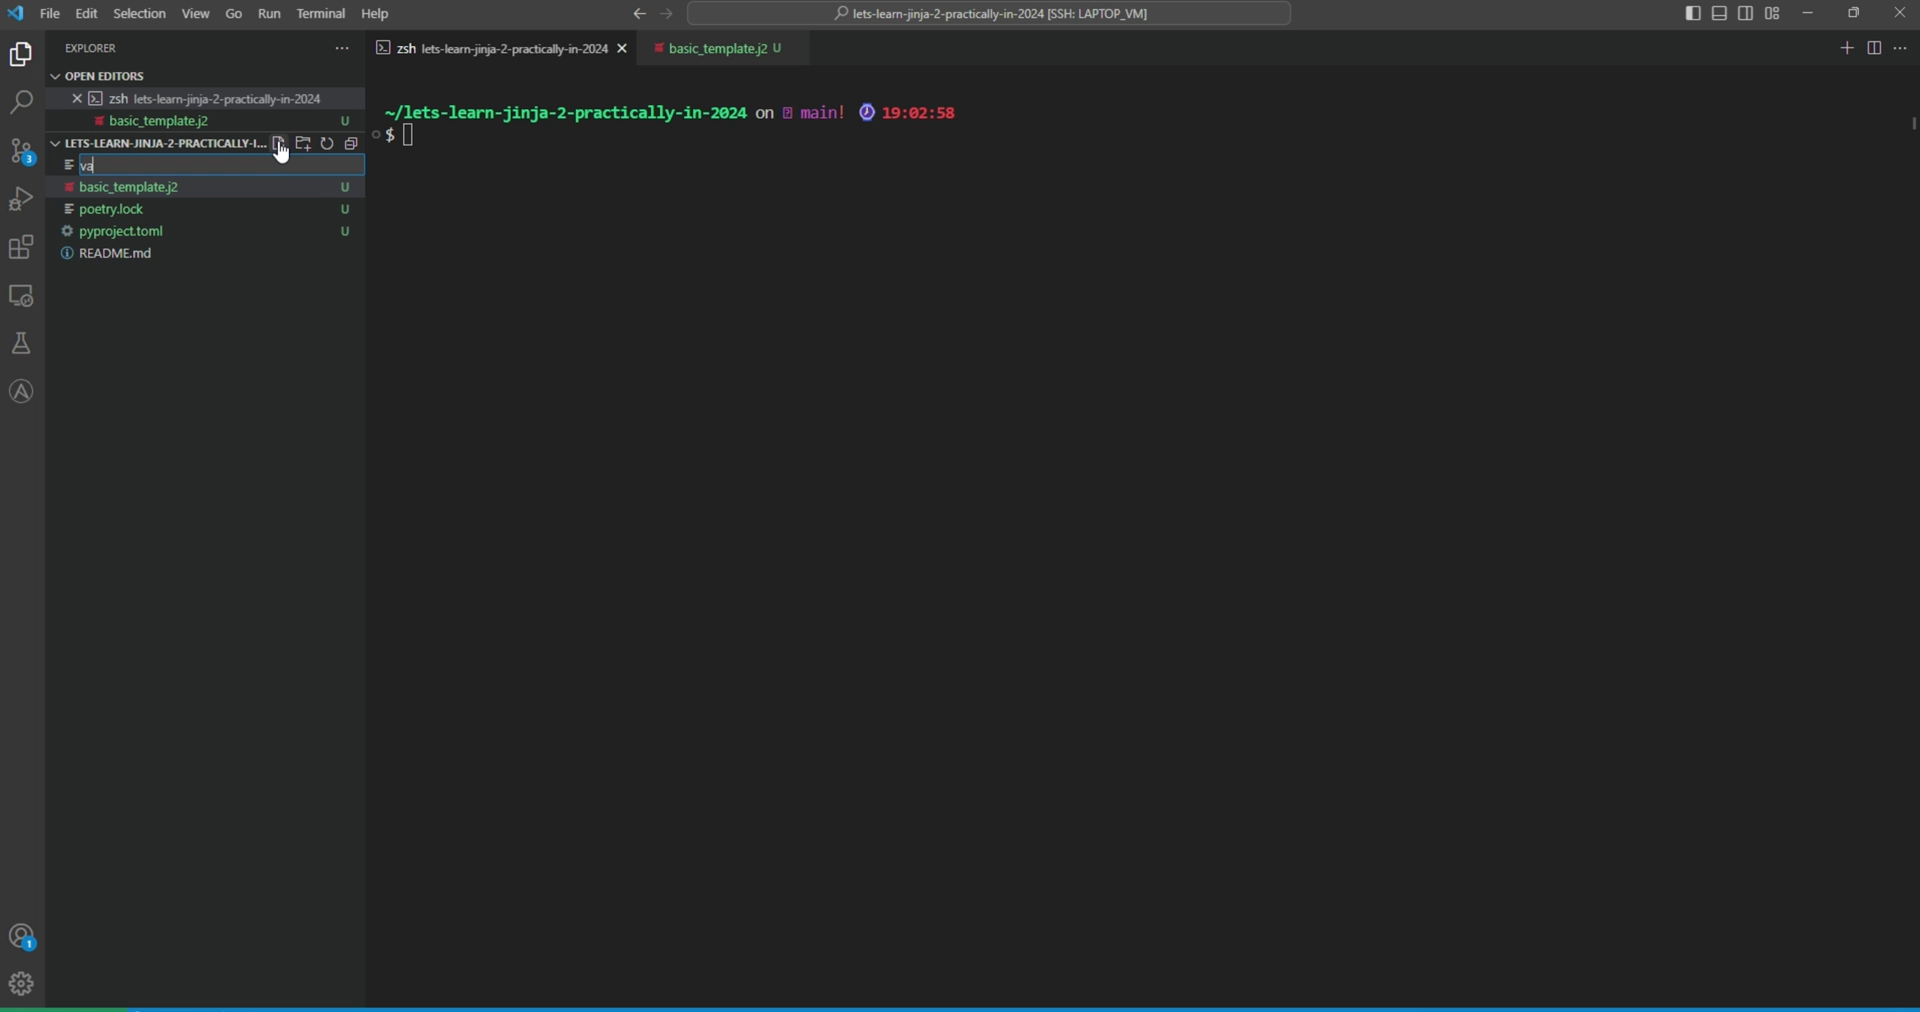 File Edit Selection View Go Run Terminal Help
lets-learn-jinja-2-practically-in-2024 [SSH: LAPTOP_VM]
EXPLORER
zsh lets-learn-jinja-2-practically-in-2024
basic_template.j2 U
OPEN EDITORS
zsh lets-learn-jinja-2-practically-in-2024
basic_template.j2 U
LETS-LEARN-JINJA-2-PRACTICALLY-I...
va
basic_template.j2 U
poetry.lock U
pyproject.toml U
README.md
~/lets-learn-jinja-2-practically-in-2024 on main! 19:02:58
$
3
1